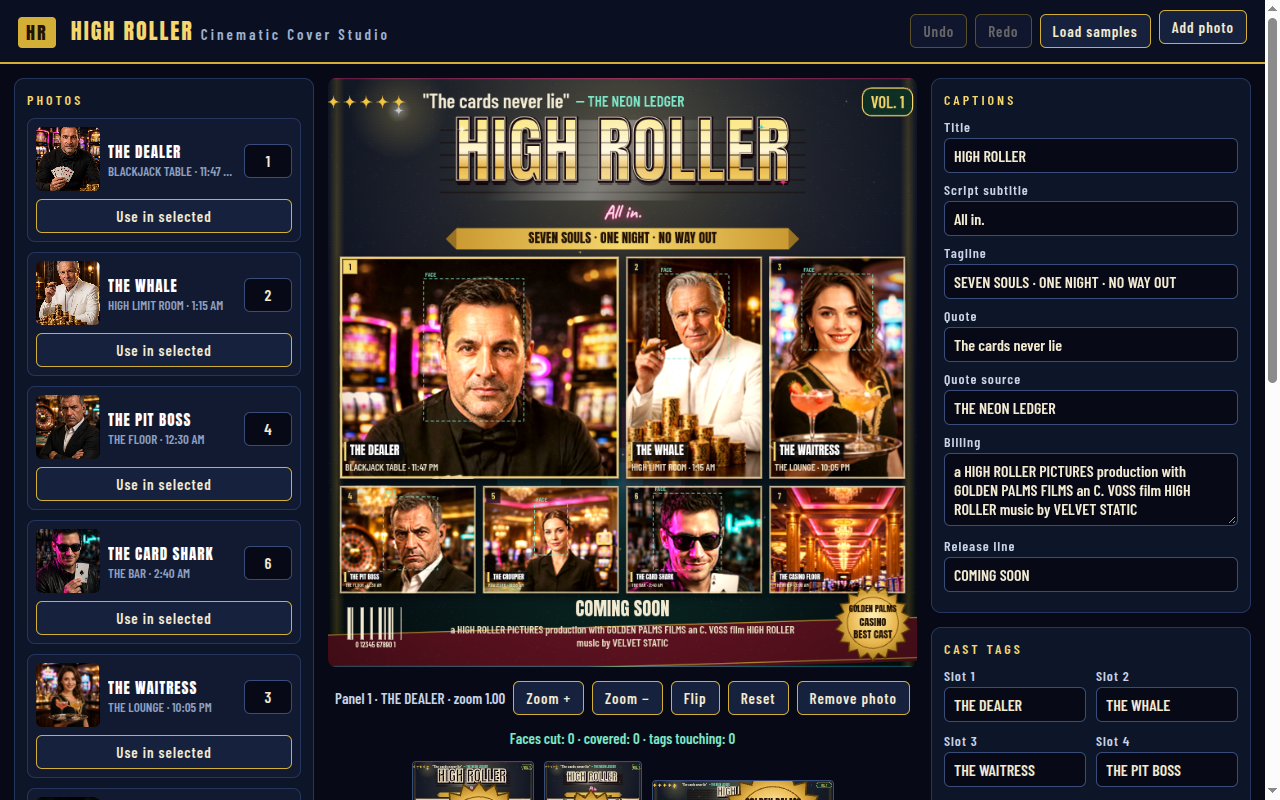 HR HIGH ROLLER Cinematic Cover Studio
Undo Redo Load samples Add photo
PHOTOS
THE DEALER
BLACKJACK TABLE · 11:47 ...
1
Use in selected
THE WHALE
HIGH LIMIT ROOM · 1:15 AM
2
Use in selected
THE PIT BOSS
THE FLOOR · 12:30 AM
4
Use in selected
THE CARD SHARK
THE BAR · 2:40 AM
6
Use in selected
THE WAITRESS
THE LOUNGE · 10:05 PM
3
Use in selected
"The cards never lie" – THE NEON LEDGER
VOL. 1
HIGH ROLLER
All in.
SEVEN SOULS · ONE NIGHT · NO WAY OUT
1
FACE
THE DEALER
BLACKJACK TABLE · 11:47 PM
2
FACE
THE WHALE
HIGH LIMIT ROOM · 1:15 AM
3
FACE
THE WAITRESS
THE LOUNGE · 10:05 PM
4
THE PIT BOSS
5
FACE
THE CROUPIER
6
FACE
THE CARD SHARK
7
THE CASINO FLOOR
COMING SOON
a HIGH ROLLER PICTURES production with GOLDEN PALMS FILMS an C. VOSS film HIGH ROLLER
music by VELVET STATIC
0 12345 67890 1
GOLDEN PALMS
CASINO
BEST CAST
Panel 1 · THE DEALER · zoom 1.00 Zoom + Zoom − Flip Reset Remove photo
Faces cut: 0 · covered: 0 · tags touching: 0
HIGH ROLLER
HIGH ROLLER
CAPTIONS
Title
HIGH ROLLER
Script subtitle
All in.
Tagline
SEVEN SOULS · ONE NIGHT · NO WAY OUT
Quote
The cards never lie
Quote source
THE NEON LEDGER
Billing
a HIGH ROLLER PICTURES production with
GOLDEN PALMS FILMS an C. VOSS film HIGH
ROLLER music by VELVET STATIC
Release line
COMING SOON
CAST TAGS
Slot 1 Slot 2
THE DEALER THE WHALE
Slot 3 Slot 4
THE WAITRESS THE PIT BOSS